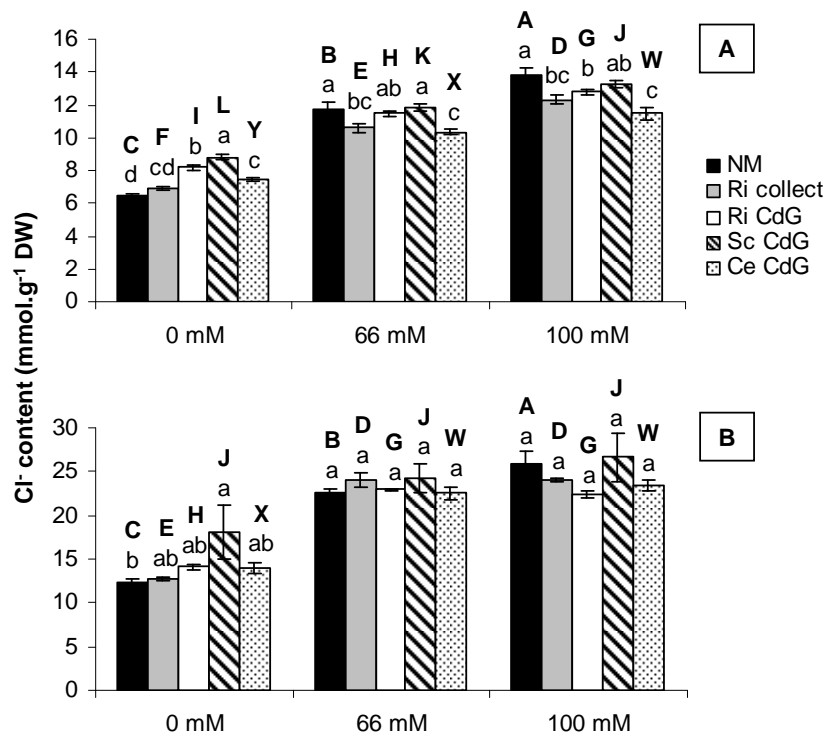 Cl⁻ content (mmol.g⁻¹ DW)
A
16
14
12
10
8
6
4
2
0
C F I L Y
d cd b a c
B E H K X
a bc ab a c
A D G J W
a bc b ab c
0 mM 66 mM 100 mM
NM
Ri collect
Ri CdG
Sc CdG
Ce CdG
B
30
25
20
15
10
5
0
C E H J X
b ab ab a ab
B D G J W
a a a a a
A D G J W
a a a a a
0 mM 66 mM 100 mM